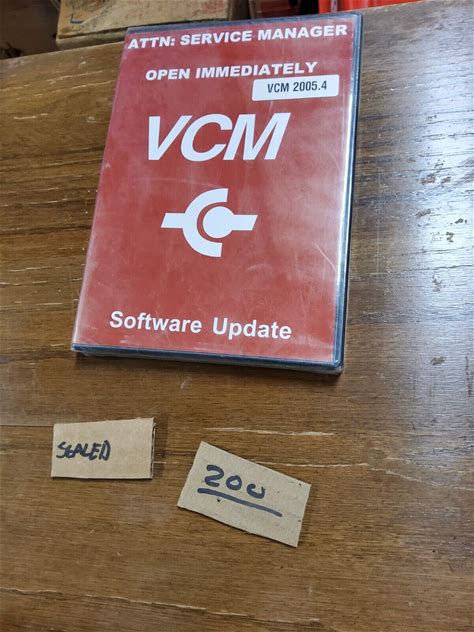 ATTN: SERVICE MANAGER
OPEN IMMEDIATELY
VCM 2005.4
VCM
Software Update
SEALED
200